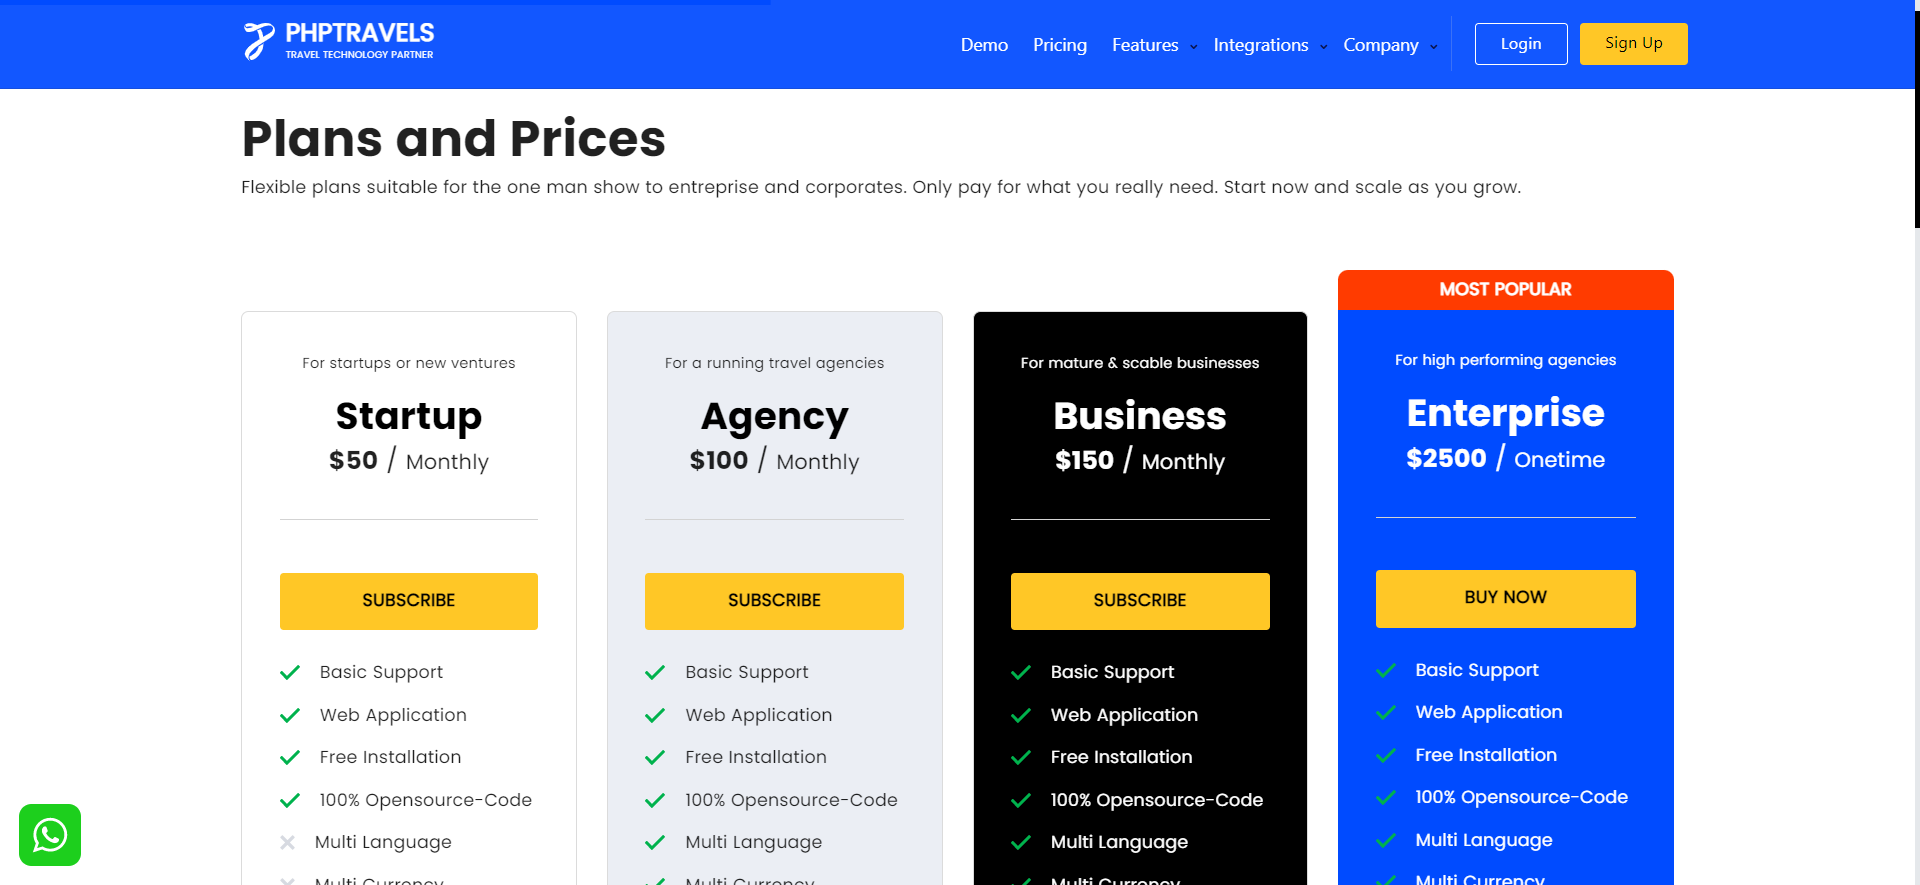 PHPTRAVELS
TRAVEL TECHNOLOGY PARTNER
Demo Pricing Features Integrations Company Login Sign Up
Plans and Prices
Flexible plans suitable for the one man show to entreprise and corporates. Only pay for what you really need. Start now and scale as you grow.
For startups or new ventures
Startup
$50 / Monthly
SUBSCRIBE
Basic Support
Web Application
Free Installation
100% Opensource-Code
Multi Language
Multi Currency
For a running travel agencies
Agency
$100 / Monthly
SUBSCRIBE
Basic Support
Web Application
Free Installation
100% Opensource-Code
Multi Language
Multi Currency
For mature & scable businesses
Business
$150 / Monthly
SUBSCRIBE
Basic Support
Web Application
Free Installation
100% Opensource-Code
Multi Language
Multi Currency
MOST POPULAR
For high performing agencies
Enterprise
$2500 / Onetime
BUY NOW
Basic Support
Web Application
Free Installation
100% Opensource-Code
Multi Language
Multi Currency